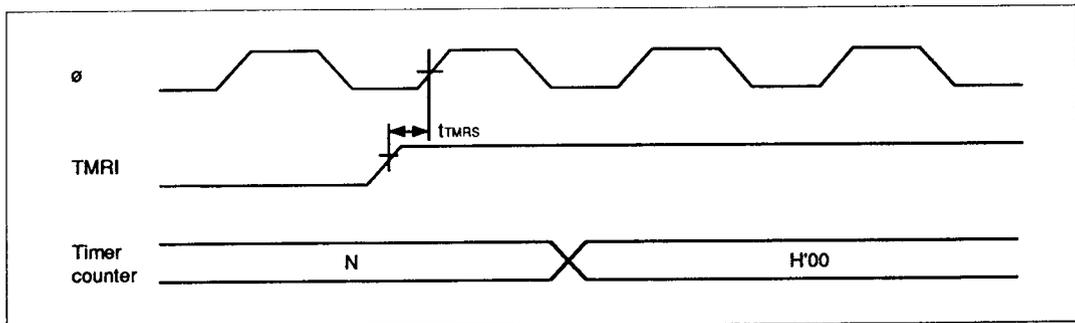 ø
tTMRS
TMRI
Timer
counter
N
H'00